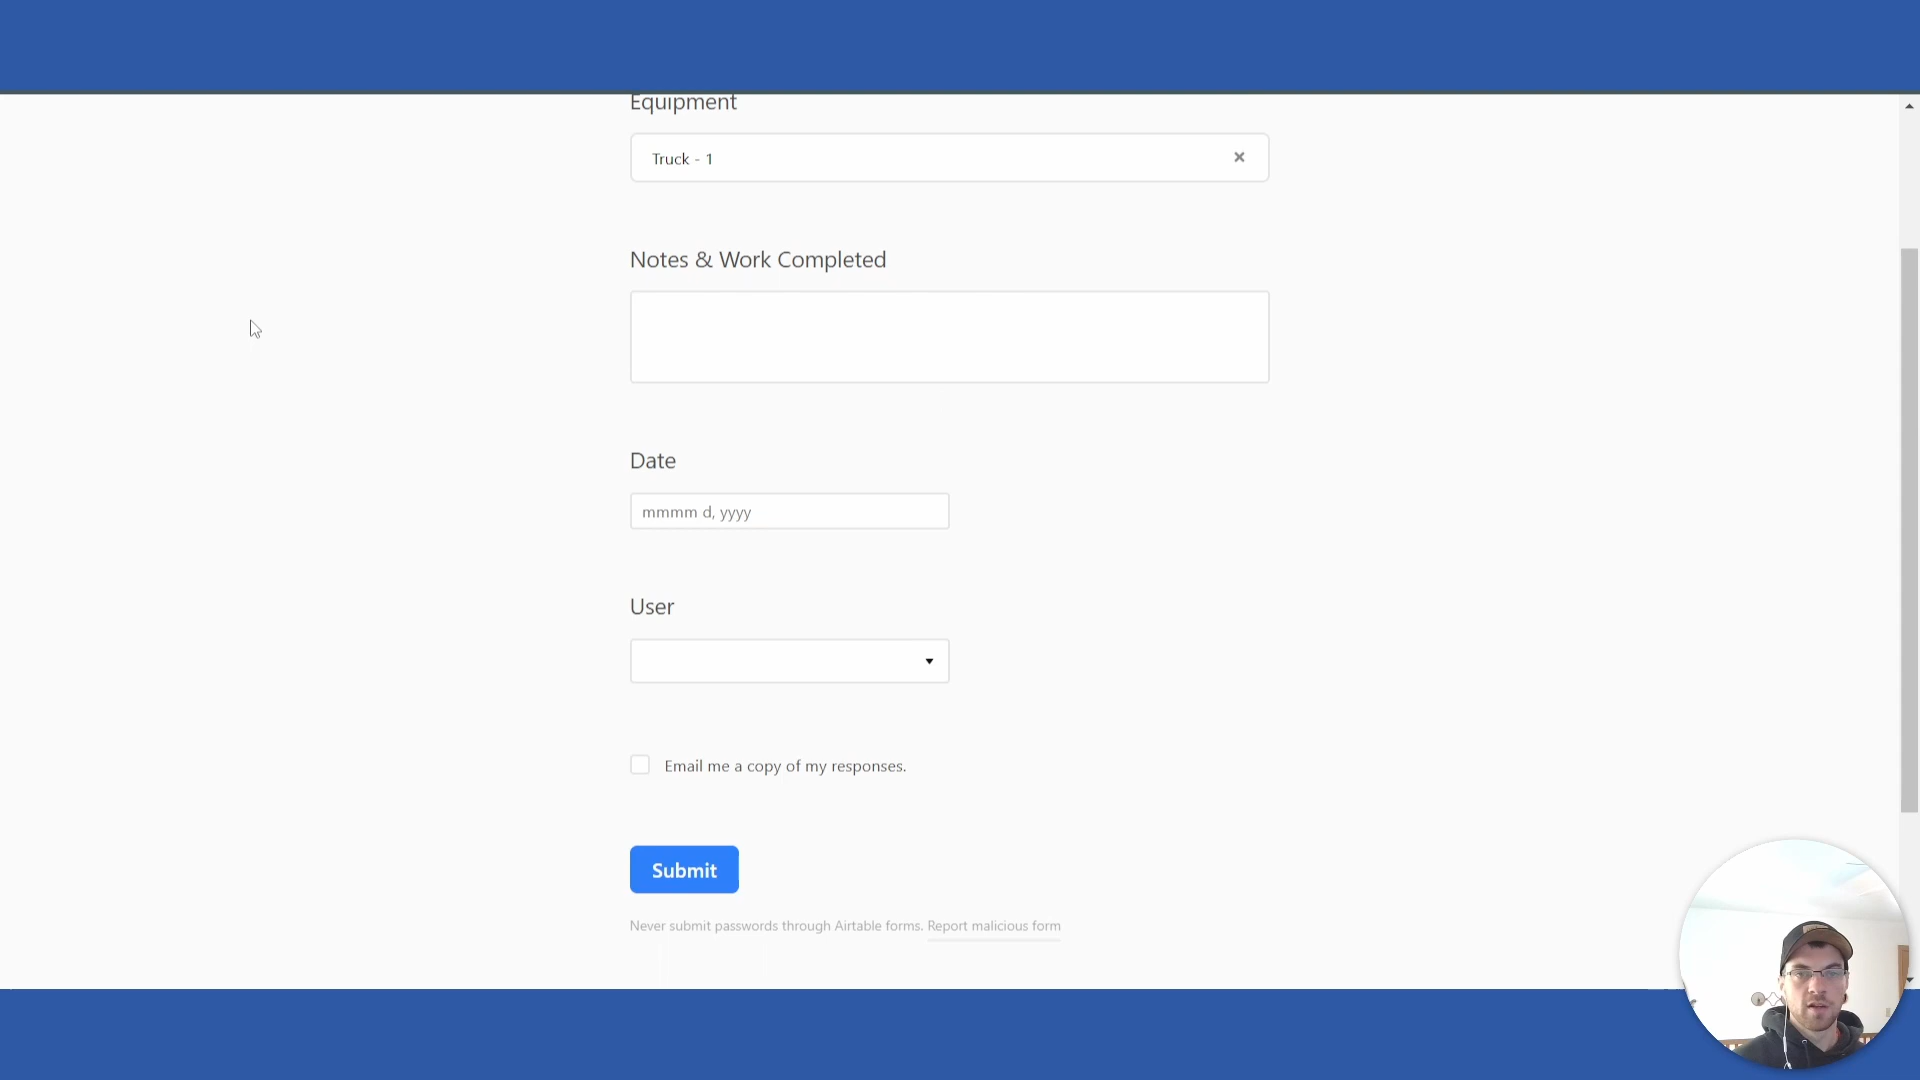 Equipment
Truck - 1
Notes & Work Completed
Date
mmmm d, yyyy
User
Email me a copy of my responses.
Submit
Never submit passwords through Airtable forms. Report malicious form